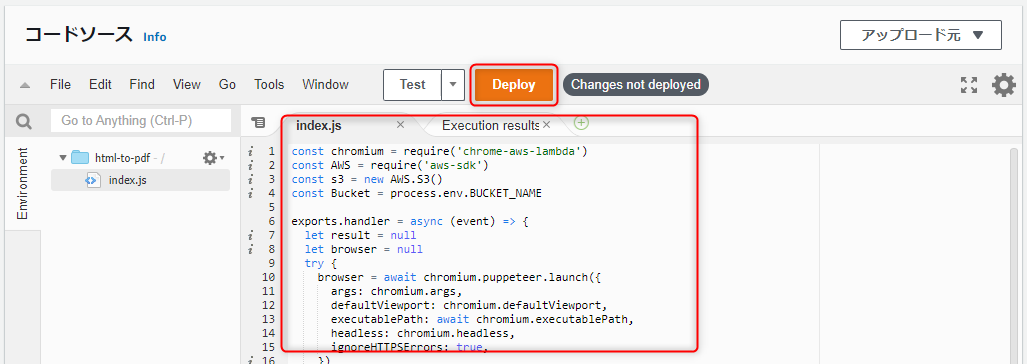 コードソース Info
アップロード元 ▼
File Edit Find View Go Tools Window Test Deploy Changes not deployed
Go to Anything (Ctrl-P)
index.js × Execution results ×
Environment
html-to-pdf - /
index.js
1 const chromium = require('chrome-aws-lambda')
2 const AWS = require('aws-sdk')
3 const s3 = new AWS.S3()
4 const Bucket = process.env.BUCKET_NAME
5
6 exports.handler = async (event) => {
7 let result = null
8 let browser = null
9 try {
10 browser = await chromium.puppeteer.launch({
11 args: chromium.args,
12 defaultViewport: chromium.defaultViewport,
13 executablePath: await chromium.executablePath,
14 headless: chromium.headless,
15 ignoreHTTPSErrors: true,
16 })